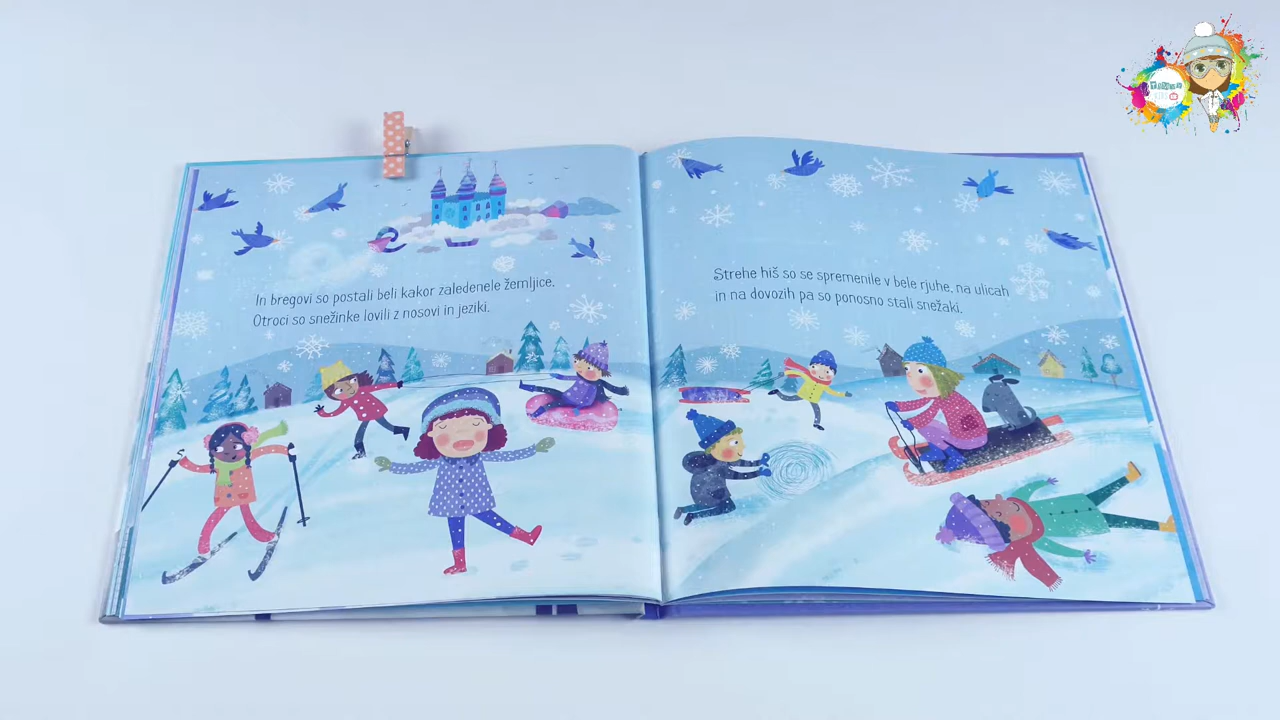 In bregovi so postali beli kakor zaledenele žemljice.
Otroci so snežinke lovili z nosovi in jeziki.
Strehe hiš so se spremenile v bele rjuhe, na ulicah
in na dovozih pa so ponosno stali snežaki.